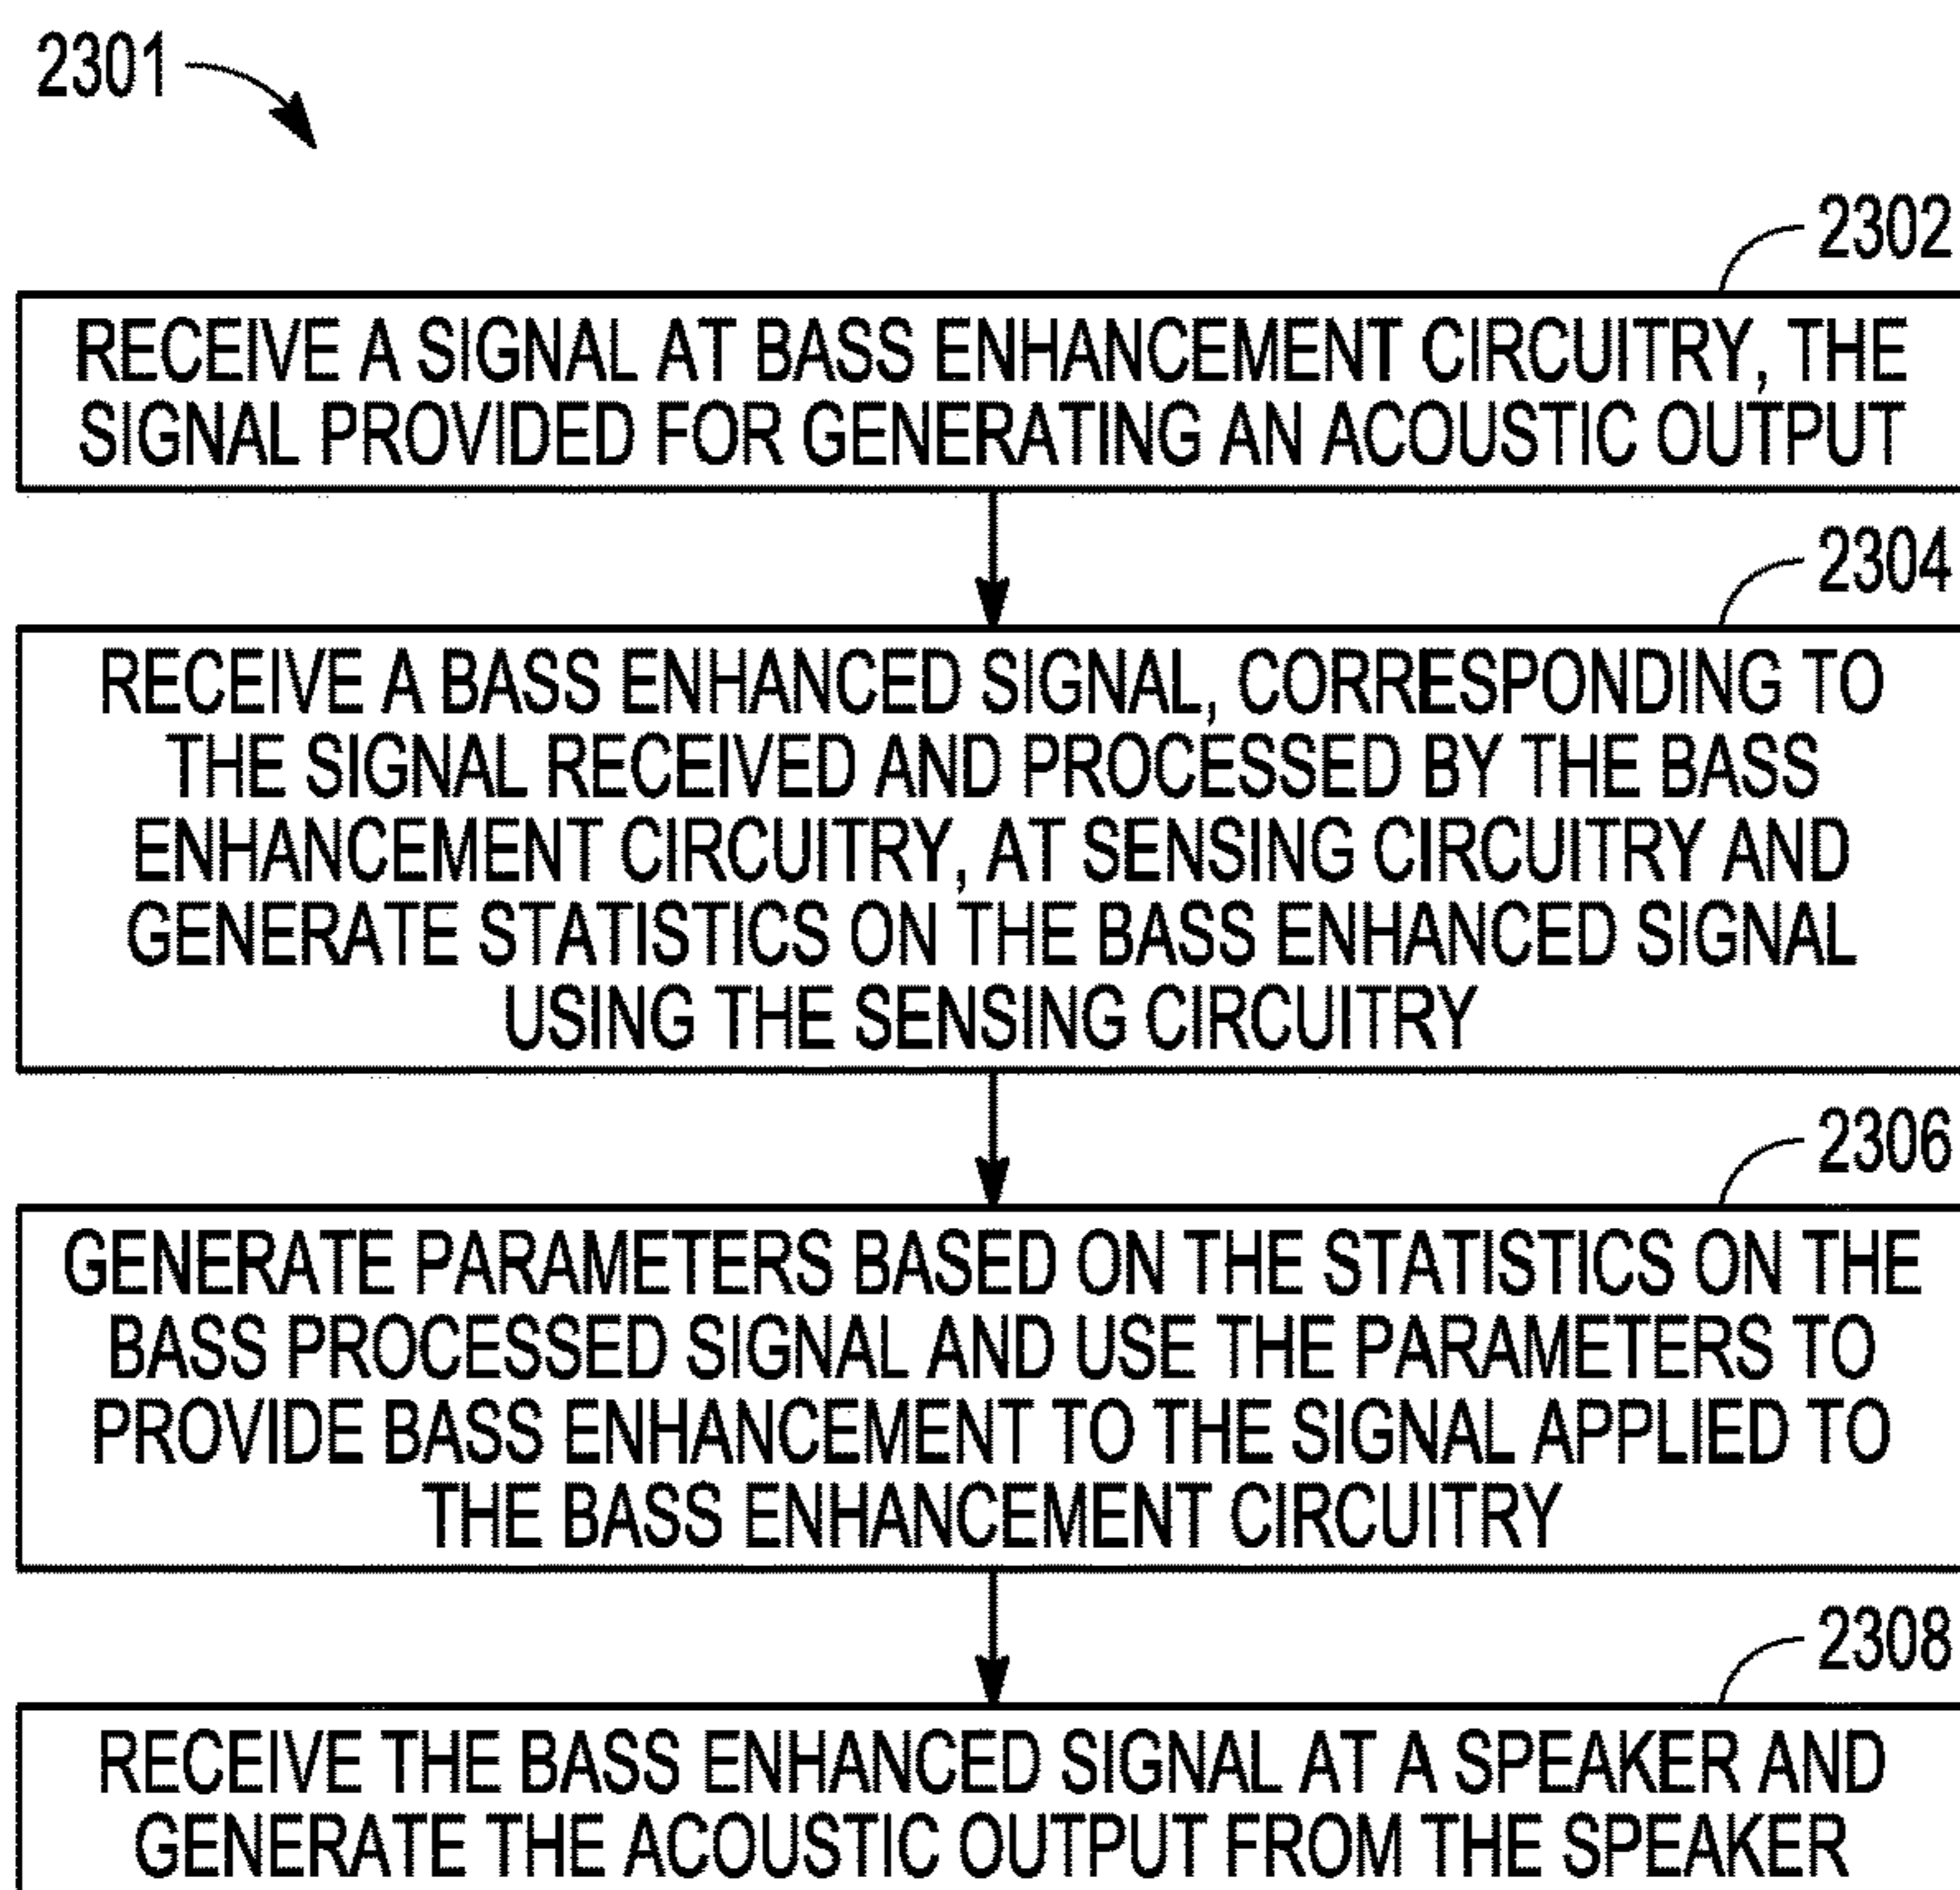 2301
2302
RECEIVE A SIGNAL AT BASS ENHANCEMENT CIRCUITRY, THE
SIGNAL PROVIDED FOR GENERATING AN ACOUSTIC OUTPUT
2304
RECEIVE A BASS ENHANCED SIGNAL, CORRESPONDING TO
THE SIGNAL RECEIVED AND PROCESSED BY THE BASS
ENHANCEMENT CIRCUITRY, AT SENSING CIRCUITRY AND
GENERATE STATISTICS ON THE BASS ENHANCED SIGNAL
USING THE SENSING CIRCUITRY
2306
GENERATE PARAMETERS BASED ON THE STATISTICS ON THE
BASS PROCESSED SIGNAL AND USE THE PARAMETERS TO
PROVIDE BASS ENHANCEMENT TO THE SIGNAL APPLIED TO
THE BASS ENHANCEMENT CIRCUITRY
2308
RECEIVE THE BASS ENHANCED SIGNAL AT A SPEAKER AND
GENERATE THE ACOUSTIC OUTPUT FROM THE SPEAKER